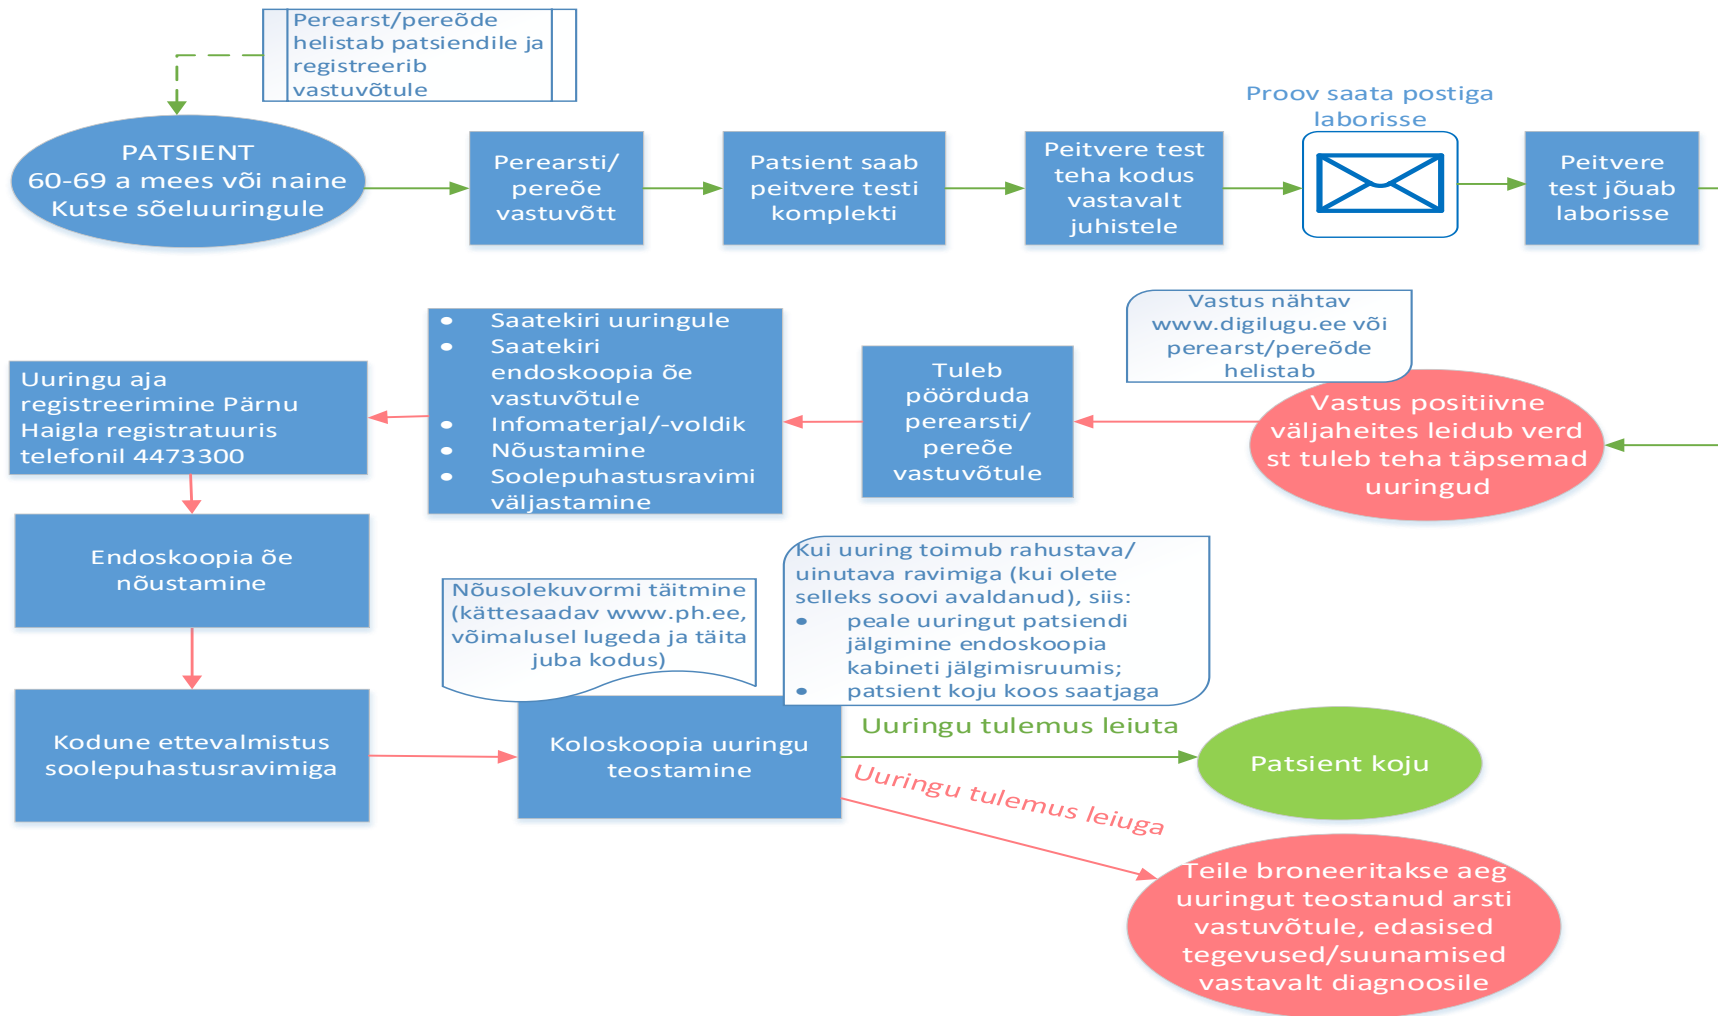 Perearst/pereõde
helistab patsiendile ja
registreerib
vastuvõtule
PATSIENT
60-69 a mees või naine
Kutse sõeluuringule
Perearsti/
pereõe
vastuvõtt
Patsient saab
peitvere testi
komplekti
Peitvere test
teha kodus
vastavalt
juhistele
Proov saata postiga
laborisse
Peitvere
test jõuab
laborisse
Vastus nähtav
www.digilugu.ee või
perearst/pereõde
helistab
Vastus positiivne
väljaheites leidub verd
st tuleb teha täpsemad
uuringud
Tuleb
pöörduda
perearsti/
pereõe
vastuvõtule
• Saatekiri uuringule
• Saatekiri
endoskoopia õe
vastuvõtule
• Infomaterjal/-voldik
• Nõustamine
• Soolepuhastusravimi
väljastamine
Uuringu aja
registreerimine Pärnu
Haigla registratuuris
telefonil 4473300
Endoskoopia õe
nõustamine
Kodune ettevalmistus
soolepuhastusravimiga
Nõusolekuvormi täitmine
(kättesaadav www.ph.ee,
võimalusel lugeda ja täita
juba kodus)
Kui uuring toimub rahustava/
uinutava ravimiga (kui olete
selleks soovi avaldanud), siis:
• peale uuringut patsiendi
jälgimine endoskoopia
kabineti jälgimisruumis;
• patsient koju koos saatjaga
Koloskoopia uuringu
teostamine
Uuringu tulemus leiuta
Patsient koju
Uuringu tulemus leiuga
Teile broneeritakse aeg
uuringut teostanud arsti
vastuvõtule, edasised
tegevused/suunamised
vastavalt diagnoosile